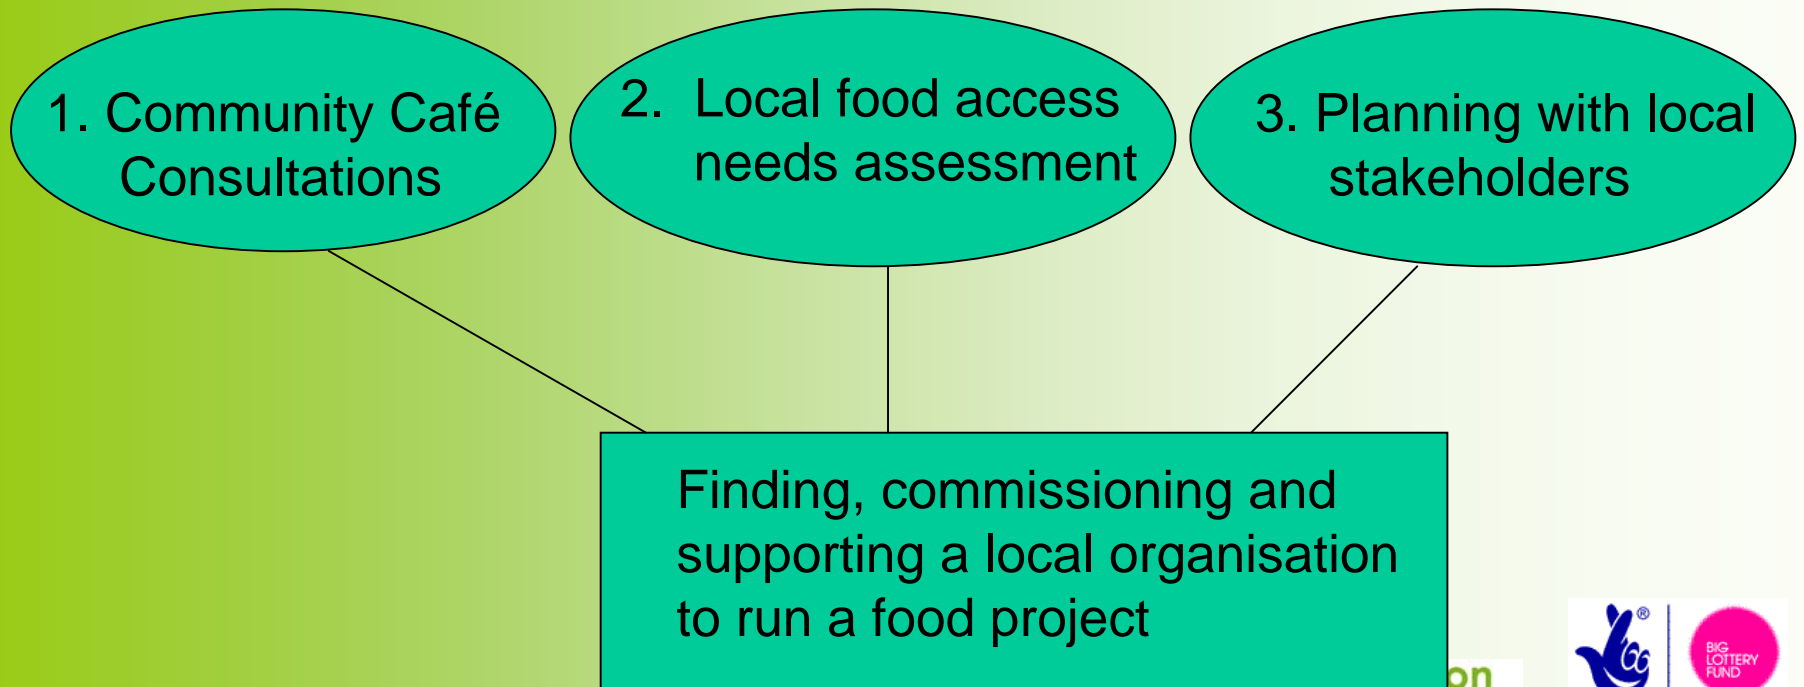 1. Community Café
Consultations
2. Local food access
needs assessment
3. Planning with local
stakeholders
Finding, commissioning and
supporting a local organisation
to run a food project
on
®
BIG
LOTTERY
FUND